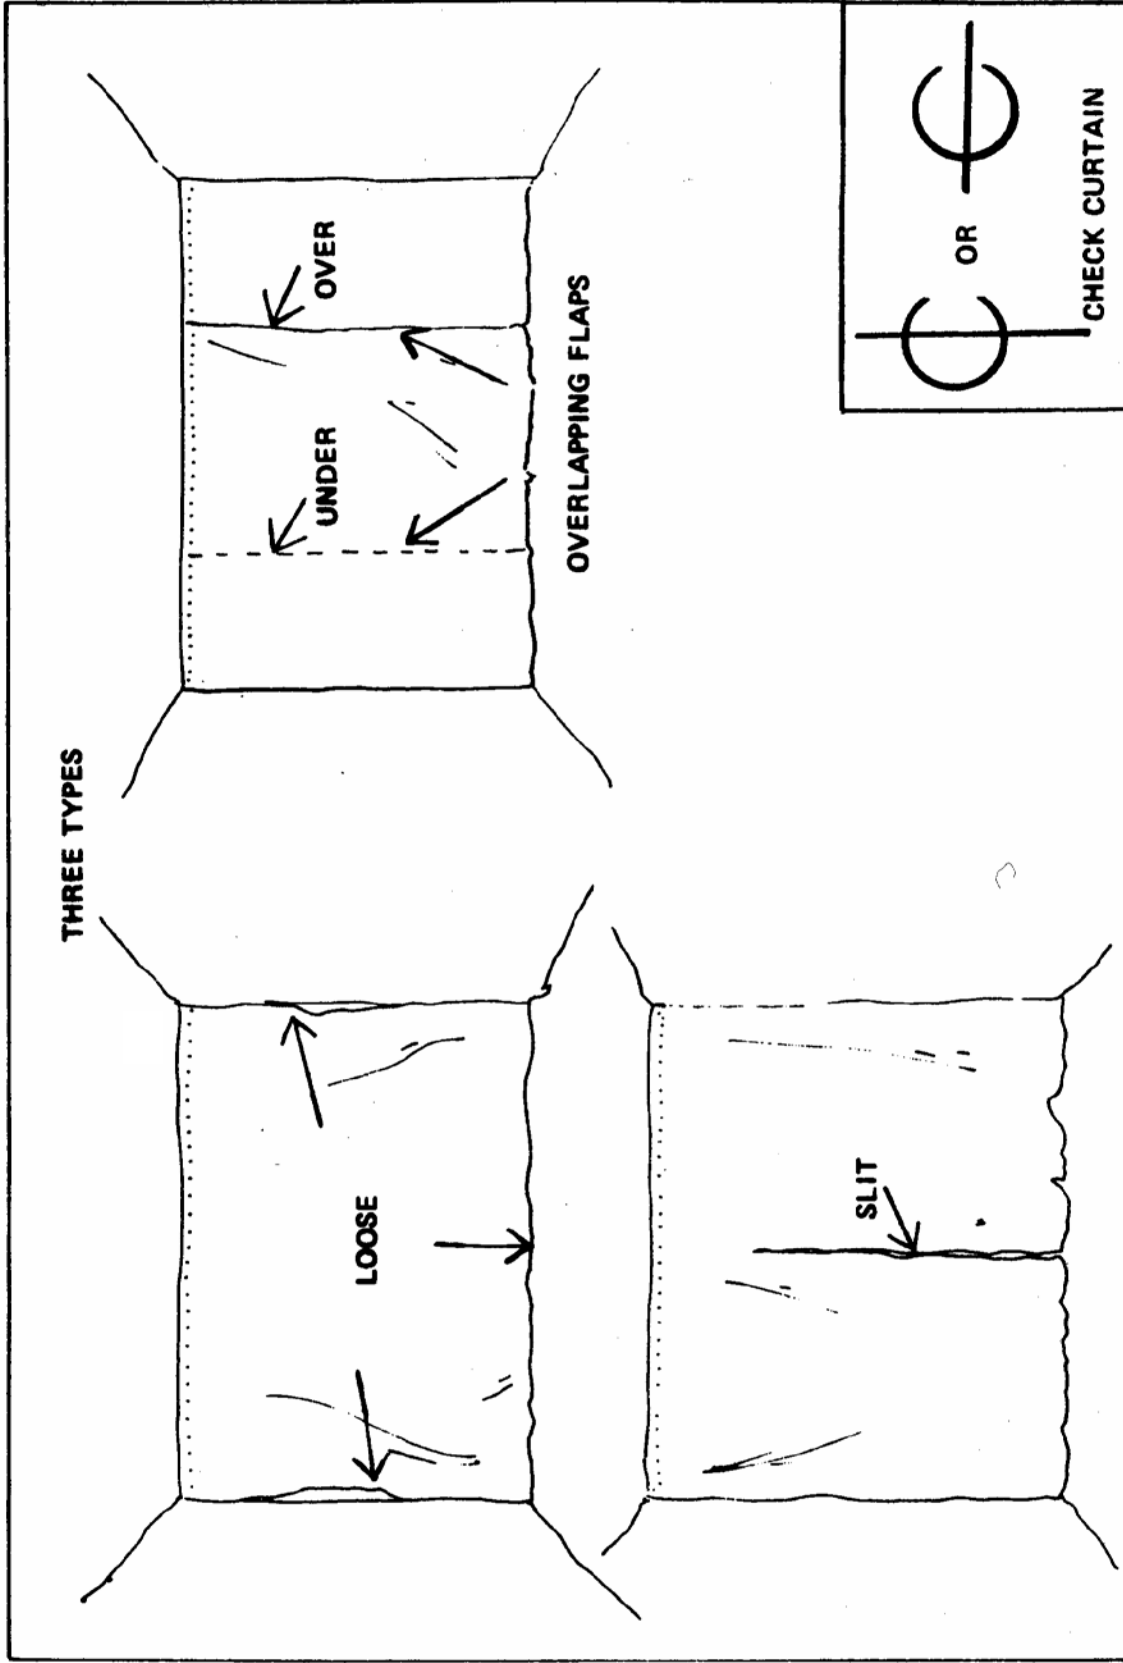 THREE TYPES
LOOSE
UNDER
OVER
OVERLAPPING FLAPS
SLIT
OR
CHECK CURTAIN